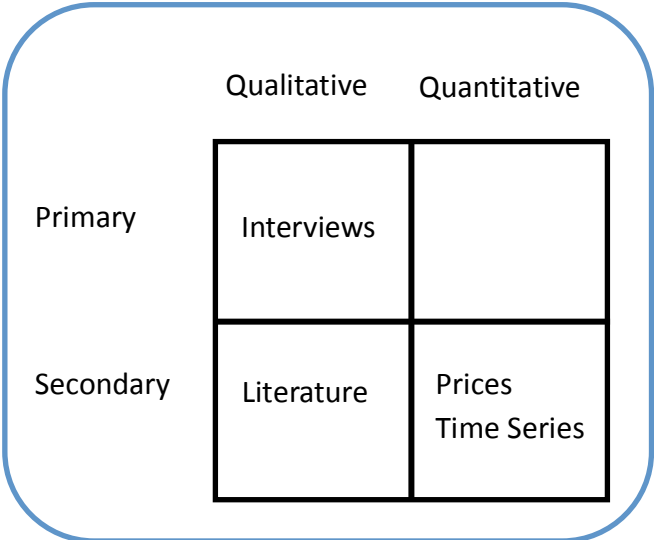 Qualitative Quantitative
Primary Interviews
Secondary Literature Prices
Time Series